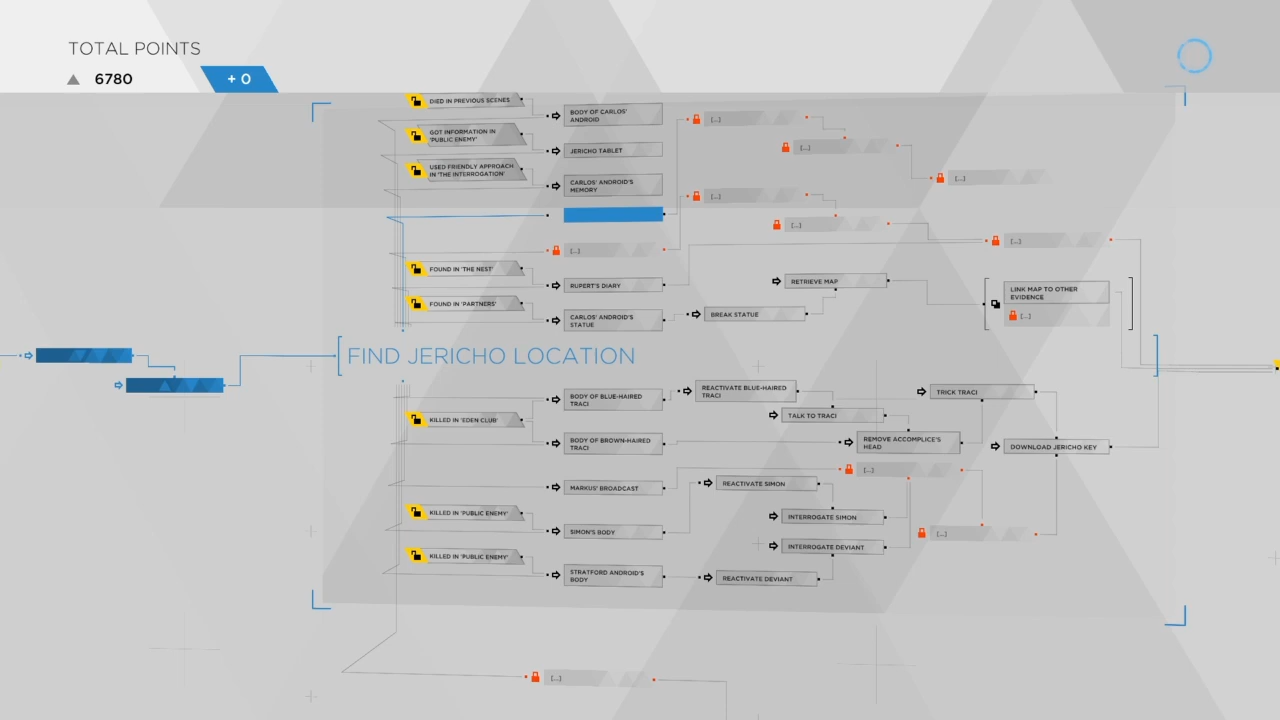 TOTAL POINTS
6780
+ 0
DIED IN PREVIOUS SCENES
BODY OF CARLOS'
ANDROID
[...]
GOT INFORMATION IN
'PUBLIC ENEMY'
JERICHO TABLET
[...]
USED FRIENDLY APPROACH
IN 'THE INTERROGATION'
CARLOS' ANDROID'S
MEMORY
[...]
[...]
[...]
[...]
[...]
FOUND IN 'THE NEST'
RUPERT'S DIARY
RETRIEVE MAP
LINK MAP TO OTHER
EVIDENCE
[...]
FOUND IN 'PARTNERS'
CARLOS' ANDROID'S
STATUE
BREAK STATUE
FIND JERICHO LOCATION
BODY OF BLUE-HAIRED
TRACI
REACTIVATE BLUE-HAIRED
TRACI
TRICK TRACI
TALK TO TRACI
KILLED IN 'EDEN CLUB'
BODY OF BROWN-HAIRED
TRACI
REMOVE ACCOMPLICE'S
HEAD
DOWNLOAD JERICHO KEY
[...]
MARKUS' BROADCAST
REACTIVATE SIMON
KILLED IN 'PUBLIC ENEMY'
INTERROGATE SIMON
SIMON'S BODY
[...]
INTERROGATE DEVIANT
KILLED IN 'PUBLIC ENEMY'
STRATFORD ANDROID'S
BODY
REACTIVATE DEVIANT
[...]